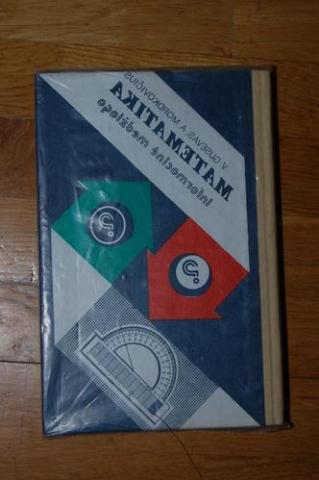 V. GUSEVAS, A. MORDKOVIČIUS
MATEMATIKA
Informacinė medžiaga